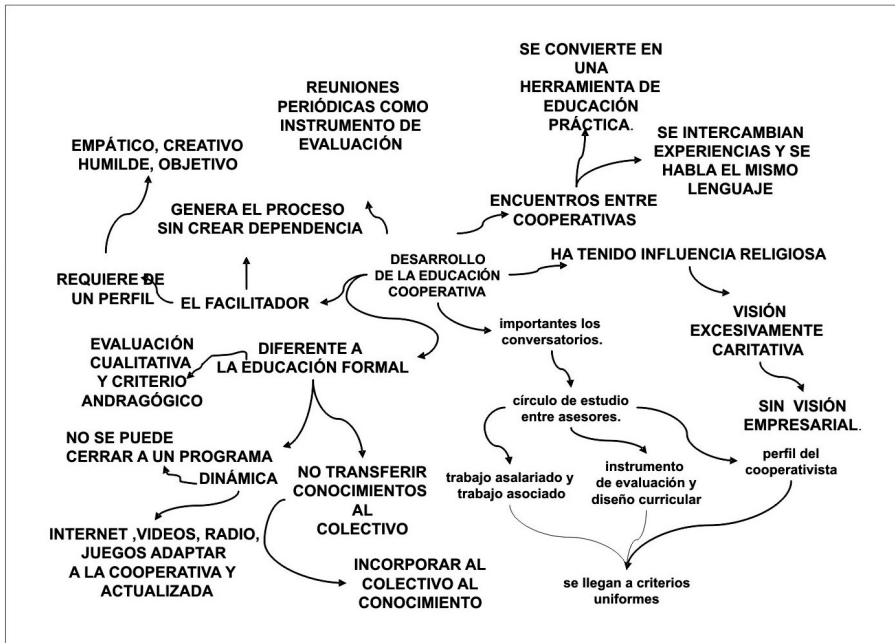 SE CONVIERTE EN
UNA
HERRAMIENTA DE
EDUCACIÓN
PRÁCTICA.
REUNIONES
PERIÓDICAS COMO
INSTRUMENTO DE
EVALUACIÓN
EMPÁTICO, CREATIVO
HUMILDE, OBJETIVO
SE INTERCAMBIAN
EXPERIENCIAS Y SE
HABLA EL MISMO
LENGUAJE
GENERA EL PROCESO
SIN CREAR DEPENDENCIA
ENCUENTROS ENTRE
COOPERATIVAS
DESARROLLO
DE LA EDUCACIÓN
COOPERATIVA
HA TENIDO INFLUENCIA RELIGIOSA
REQUIERE DE
UN PERFIL
EL FACILITADOR
VISIÓN
EXCESIVAMENTE
CARITATIVA
importantes los
conversatorios.
EVALUACIÓN
CUALITATIVA
Y CRITERIO
ANDRAGÓGICO
DIFERENTE A
LA EDUCACIÓN FORMAL
SIN VISIÓN
EMPRESARIAL.
círculo de estudio
entre asesores.
NO SE PUEDE
CERRAR A UN PROGRAMA
DINÁMICA
NO TRANSFERIR
CONOCIMIENTOS
AL
COLECTIVO
trabajo asalariado y
trabajo asociado
instrumento
de evaluación y
diseño curricular
perfil del
cooperativista
INTERNET ,VIDEOS, RADIO,
JUEGOS ADAPTAR
A LA COOPERATIVA Y
ACTUALIZADA
INCORPORAR AL
COLECTIVO AL
CONOCIMIENTO
se llegan a criterios
uniformes